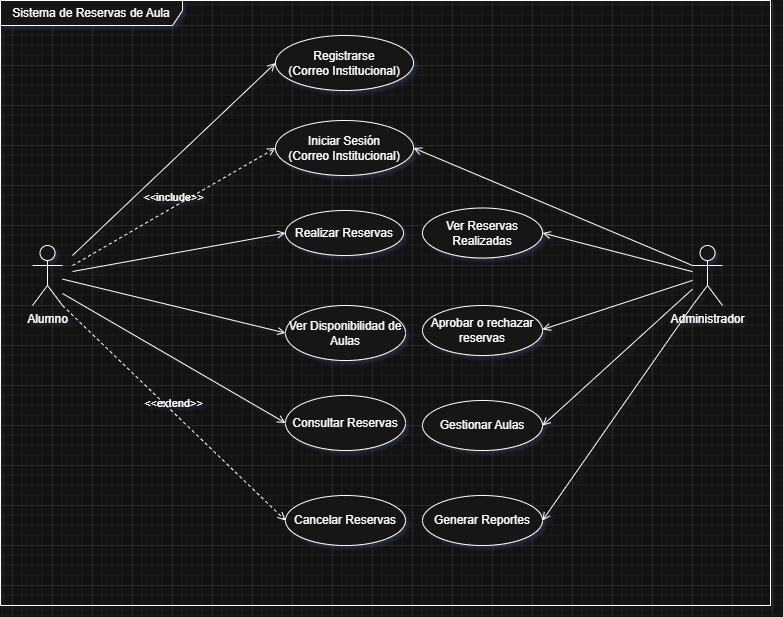 Sistema de Reservas de Aula
Registrarse
(Correo Institucional)
Iniciar Sesión
(Correo Institucional)
<<include>>
Realizar Reservas
Ver Reservas
Realizadas
Alumno
Administrador
Ver Disponibilidad de
Aulas
Aprobar o rechazar
reservas
<<extend>>
Consultar Reservas
Gestionar Aulas
Cancelar Reservas
Generar Reportes